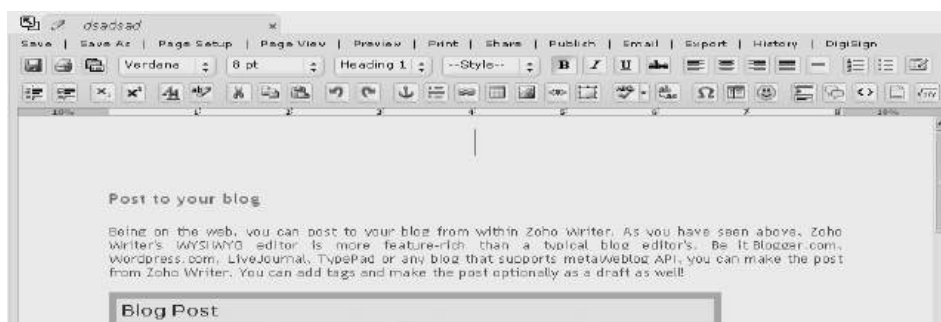 dsadsad
Save | Save As | Page Setup | Page View | Preview | Print | Share | Publish | Email | Export | History | DigiSign
Verdana 8 pt Heading 1 --Style-- B I U abc
Post to your blog
Being on the web, you can post to your blog from within Zoho Writer. As you have seen above, Zoho
Writer's WYSIWYG editor is more feature-rich than a typical blog editor's. Be it Blogger.com,
Wordpress.com, LiveJournal, TypePad or any blog that supports metaWeblog API, you can make the post
from Zoho Writer. You can add tags and make the post optionally as a draft as well!
Blog Post